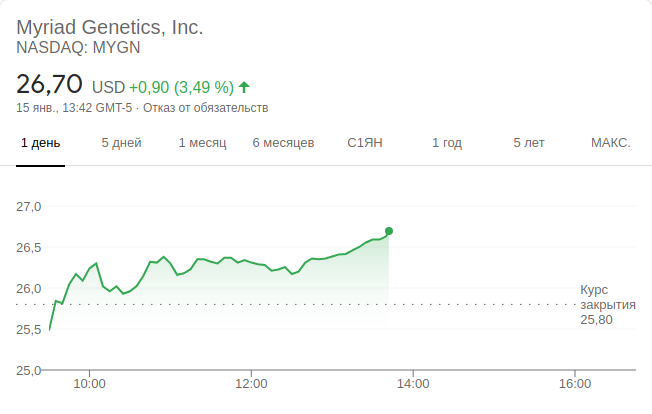 Myriad Genetics, Inc.
NASDAQ: MYGN
26,70 USD +0,90 (3,49 %)
15 янв., 13:42 GMT-5 · Отказ от обязательств
1 день 5 дней 1 месяц 6 месяцев С1ЯН 1 год 5 лет МАКС.
27,0
26,5
26,0
Курс
закрытия
25,80
25,5
25,0
10:00 12:00 14:00 16:00